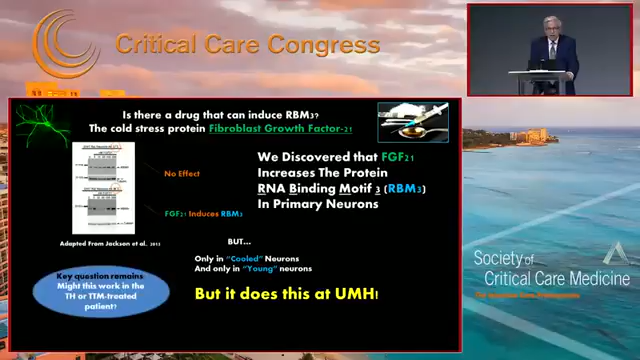 Critical Care Congress
Is there a drug that can induce RBM3?
The cold stress protein Fibroblast Growth Factor-21
No Effect
FGF21 Induces RBM3
We Discovered that FGF21
Increases The Protein
RNA Binding Motif 3 (RBM3)
In Primary Neurons
Adapted From Jackson et al. 2015
BUT...
Only in “Cooled” Neurons
And only in “Young” neurons
But it does this at UMH!
Key question remains
Might this work in the
TH or TTM-treated
patient?
Society of
Critical Care Medicine